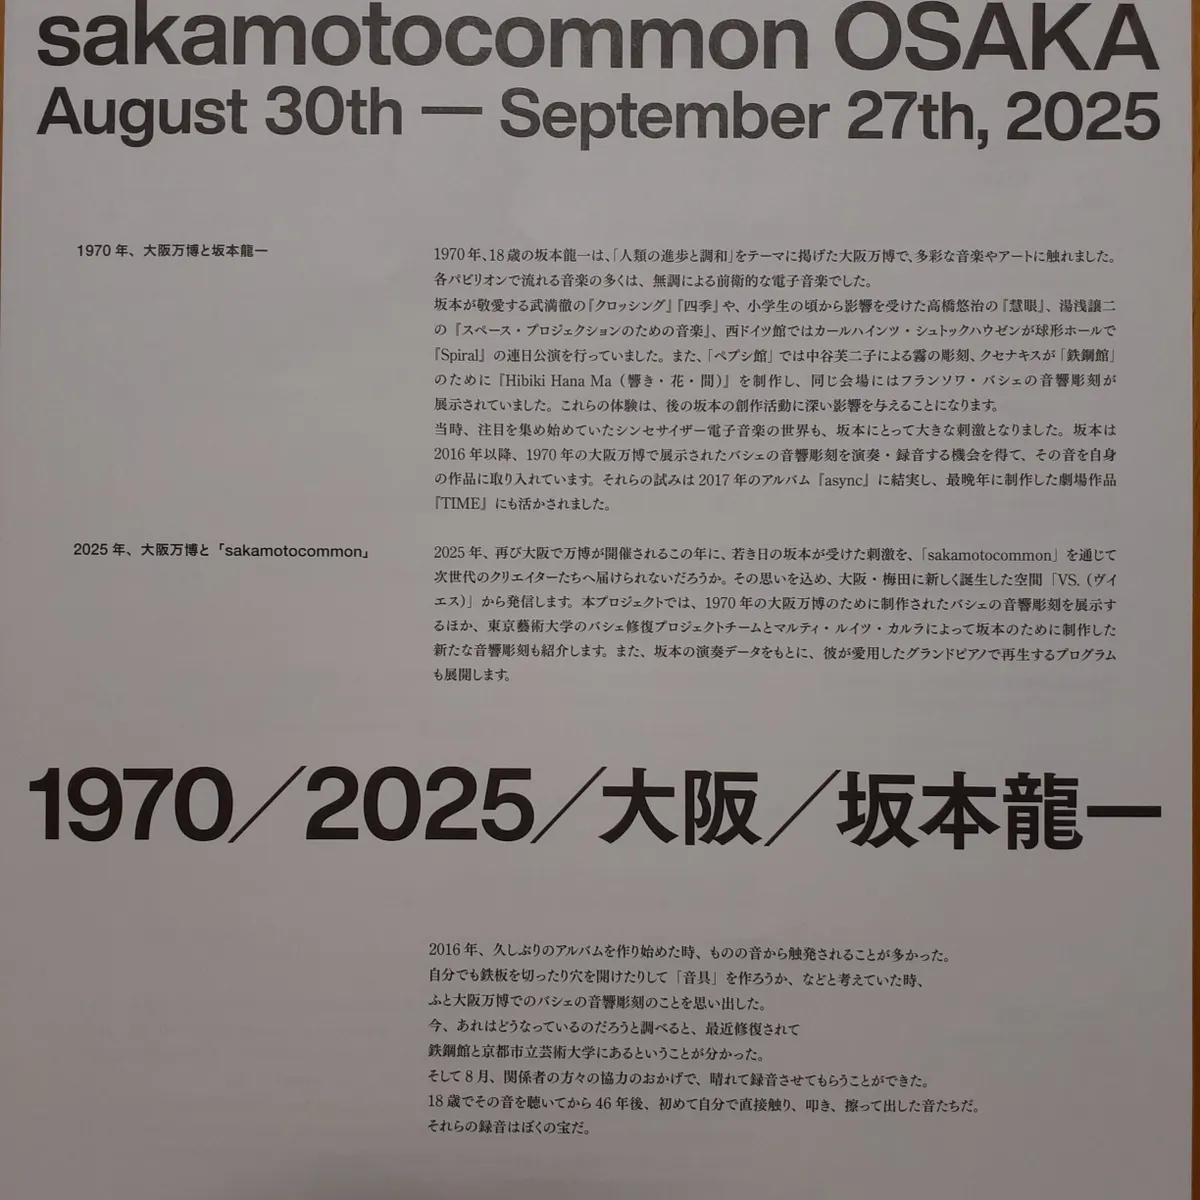 sakamotocommon OSAKA
August 30th — September 27th, 2025
1970 年、大阪万博と坂本龍一
1970 年、18 歳の坂本龍一は、「人類の進歩と調和」をテーマに掲げた大阪万博で、多彩な音楽やアートに触れました。
各パビリオンで流れる音楽の多くは、無調による前衛的な電子音楽でした。
坂本が敬愛する武満徹の『クロッシング』『四季』や、小学生の頃から影響を受けた高橋悠治の『慧眼』、湯浅譲二
の『スペース・プロジェクションのための音楽』、西ドイツ館ではカールハインツ・シュトックハウゼンが球形ホールで
『Spiral』の連日公演を行っていました。また、「ペプシ館」では中谷芙二子による霧の彫刻、クセナキスが「鉄鋼館」
のために『Hibiki Hana Ma（響き・花・間）』を制作し、同じ会場にはフランソワ・バシェの音響彫刻が
展示されていました。これらの体験は、後の坂本の創作活動に深い影響を与えることになります。
当時、注目を集め始めていたシンセサイザー電子音楽の世界も、坂本にとって大きな刺激となりました。坂本は
2016 年以降、1970 年の大阪万博で展示されたバシェの音響彫刻を演奏・録音する機会を得て、その音を自身
の作品に取り入れています。それらの試みは 2017 年のアルバム『async』に結実し、最晩年に制作した劇場作品
『TIME』にも活かされました。
2025 年、大阪万博と「sakamotocommon」
2025 年、再び大阪で万博が開催されるこの年に、若き日の坂本が受けた刺激を、「sakamotocommon」を通じて
次世代のクリエイターたちへ届けられないだろうか。その思いを込め、大阪・梅田に新しく誕生した空間「VS.（ヴイ
エス）」から発信します。本プロジェクトでは、1970 年の大阪万博のために制作されたバシェの音響彫刻を展示す
るほか、東京藝術大学のバシェ修復プロジェクトチームとマルティ・ルイツ・カルラによって坂本のために制作した
新たな音響彫刻も紹介します。また、坂本の演奏データをもとに、彼が愛用したグランドピアノで再生するプログラム
も展開します。
1970／2025／大阪／坂本龍一
2016 年、久しぶりのアルバムを作り始めた時、ものの音から触発されることが多かった。
自分でも鉄板を切ったり穴を開けたりして「音具」を作ろうか、などと考えていた時、
ふと大阪万博でのバシェの音響彫刻のことを思い出した。
今、あれはどうなっているのだろうと調べると、最近修復されて
鉄鋼館と京都市立芸術大学にあるということが分かった。
そして 8 月、関係者の方々の協力のおかげで、晴れて録音させてもらうことができた。
18 歳でその音を聴いてから 46 年後、初めて自分で直接触り、叩き、擦って出した音たちだ。
それらの録音はぼくの宝だ。